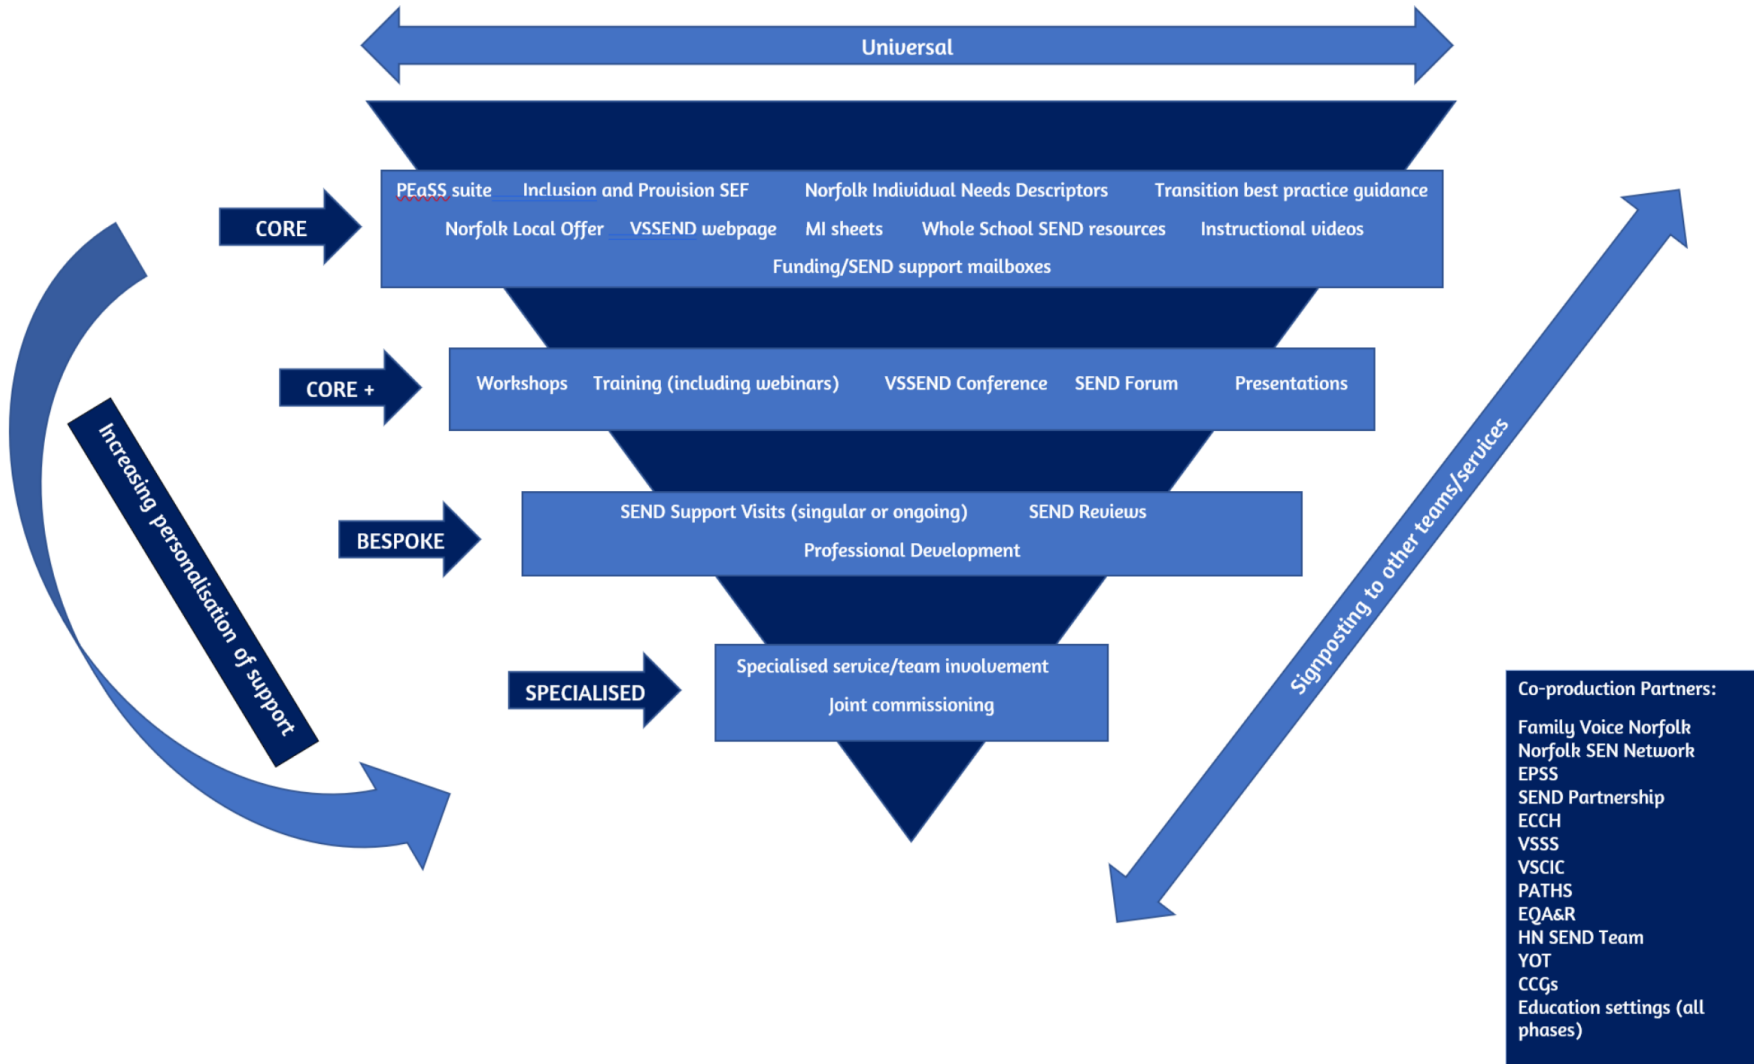 Universal
CORE
PEaSS suite Inclusion and Provision SEF Norfolk Individual Needs Descriptors Transition best practice guidance
Norfolk Local Offer VSSEND webpage MI sheets Whole School SEND resources Instructional videos
Funding/SEND support mailboxes
CORE +
Workshops Training (including webinars) VSSEND Conference SEND Forum Presentations
BESPOKE
SEND Support Visits (singular or ongoing) SEND Reviews
Professional Development
SPECIALISED
Specialised service/team involvement
Joint commissioning
Increasing personalisation of support
Signposting to other teams/services
Co-production Partners:
Family Voice Norfolk
Norfolk SEN Network
EPSS
SEND Partnership
ECCH
VSSS
VSCIC
PATHS
EQA&R
HN SEND Team
YOT
CCGs
Education settings (all
phases)